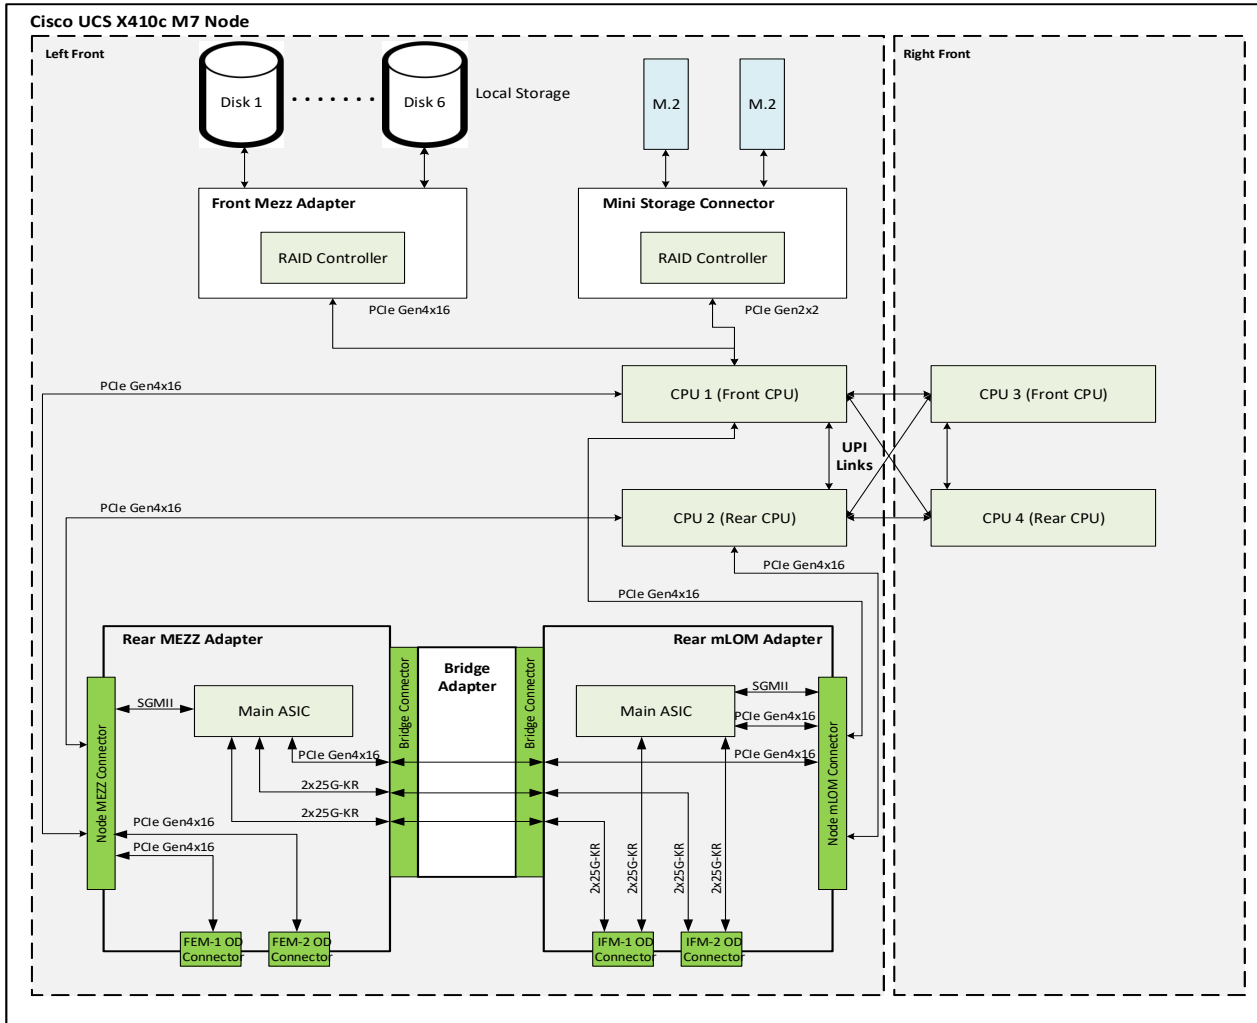 Cisco UCS X410c M7 Node
Left Front
Right Front
Disk 1
Disk 6
Local Storage
M.2
M.2
Front Mezz Adapter
RAID Controller
Mini Storage Connector
RAID Controller
PCIe Gen4x16
PCIe Gen2x2
PCIe Gen4x16
CPU 1 (Front CPU)
CPU 3 (Front CPU)
UPI
Links
PCIe Gen4x16
CPU 2 (Rear CPU)
CPU 4 (Rear CPU)
PCIe Gen4x16
PCIe Gen4x16
Rear MEZZ Adapter
Rear mLOM Adapter
Bridge
Adapter
Bridge Connector
Bridge Connector
Node MEZZ Connector
Node mLOM Connector
SGMII
Main ASIC
Main ASIC
SGMII
PCIe Gen4x16
PCIe Gen4x16
PCIe Gen4x16
2x25G-KR
2x25G-KR
PCIe Gen4x16
PCIe Gen4x16
2x25G-KR
2x25G-KR
2x25G-KR
2x25G-KR
FEM-1 OD
Connector
FEM-2 OD
Connector
IFM-1 OD
Connector
IFM-2 OD
Connector